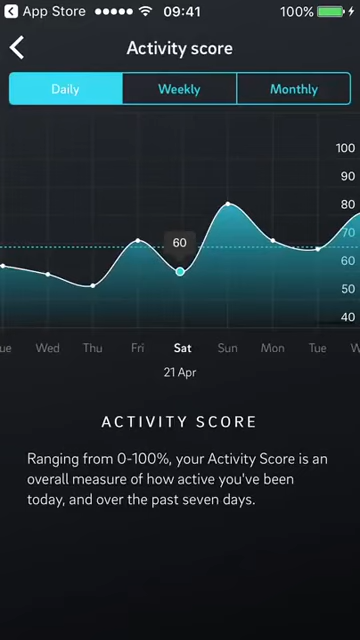 App Store 09:41 100%
Activity score
Daily Weekly Monthly
100
90
80
70
60
60
50
40
ue Wed Thu Fri Sat Sun Mon Tue W
21 Apr
ACTIVITY SCORE
Ranging from 0-100%, your Activity Score is an
overall measure of how active you've been
today, and over the past seven days.